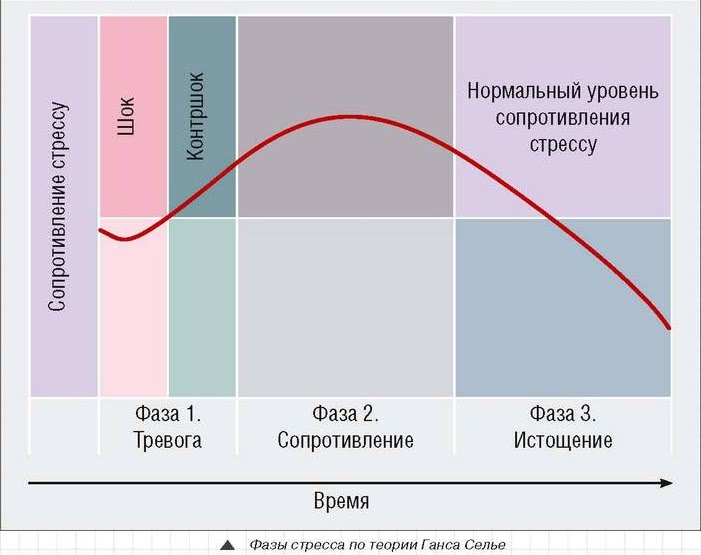 Сопротивление стрессу
Шок
Контршок
Нормальный уровень
сопротивления
стрессу
Фаза 1.
Тревога
Фаза 2.
Сопротивление
Фаза 3.
Истощение
Время
Фазы стресса по теории Ганса Селье